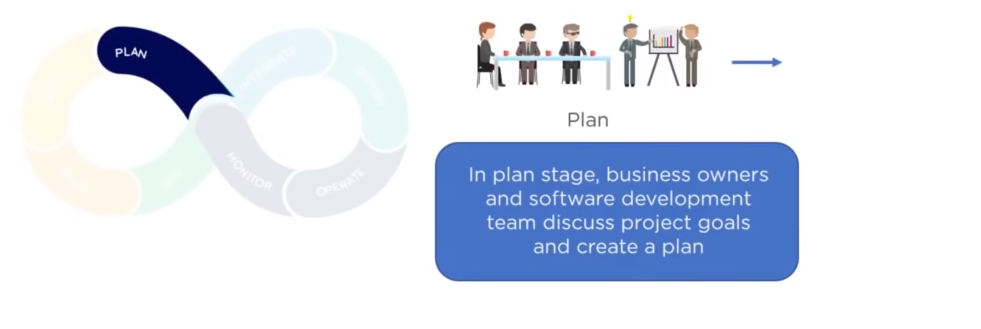 PLAN
INTEGRATE
MONITOR
OPERATE
Plan
In plan stage, business owners
and software development
team discuss project goals
and create a plan